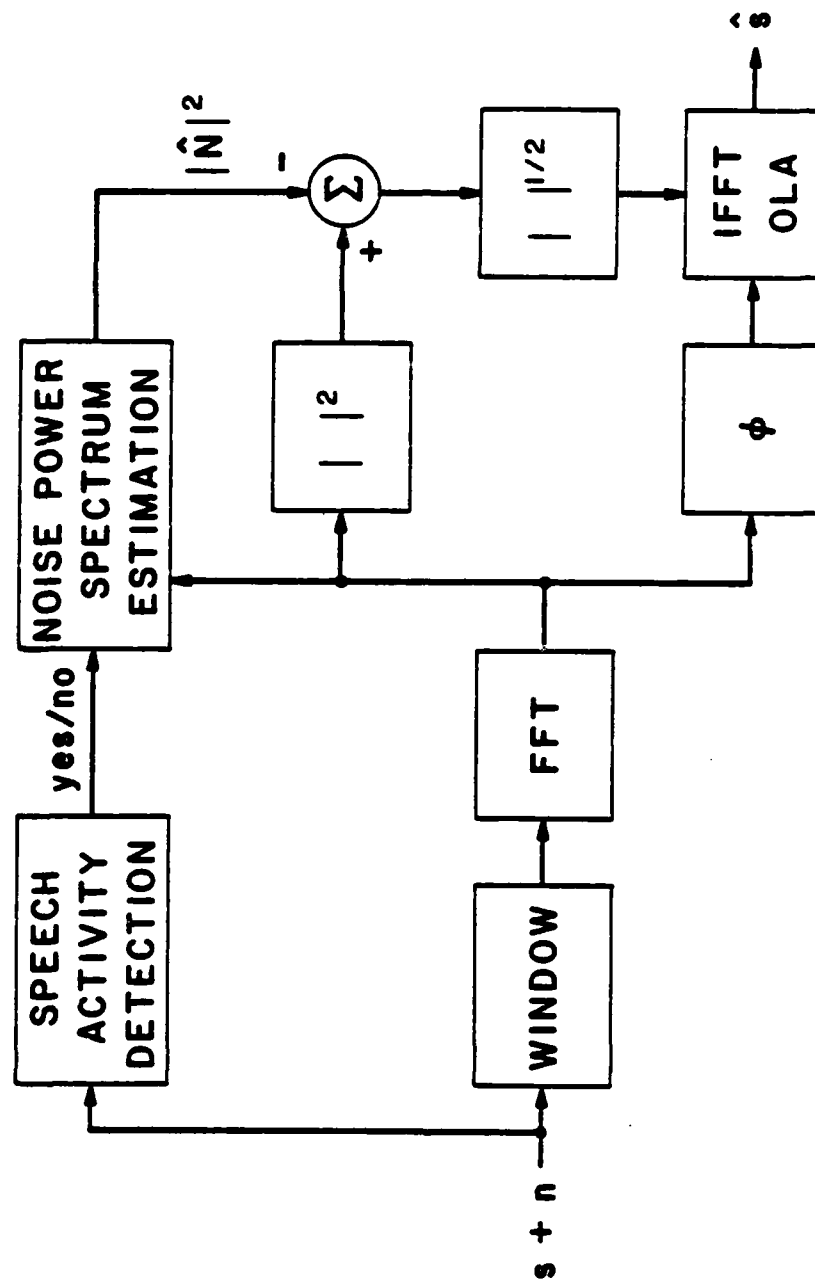 SPEECH
ACTIVITY
DETECTION
yes/no
NOISE POWER
SPECTRUM
ESTIMATION
|N̂|²
-
| |²
+
Σ
s + n
WINDOW
FFT
| |^1/2
φ
IFFT
OLA
ŝ